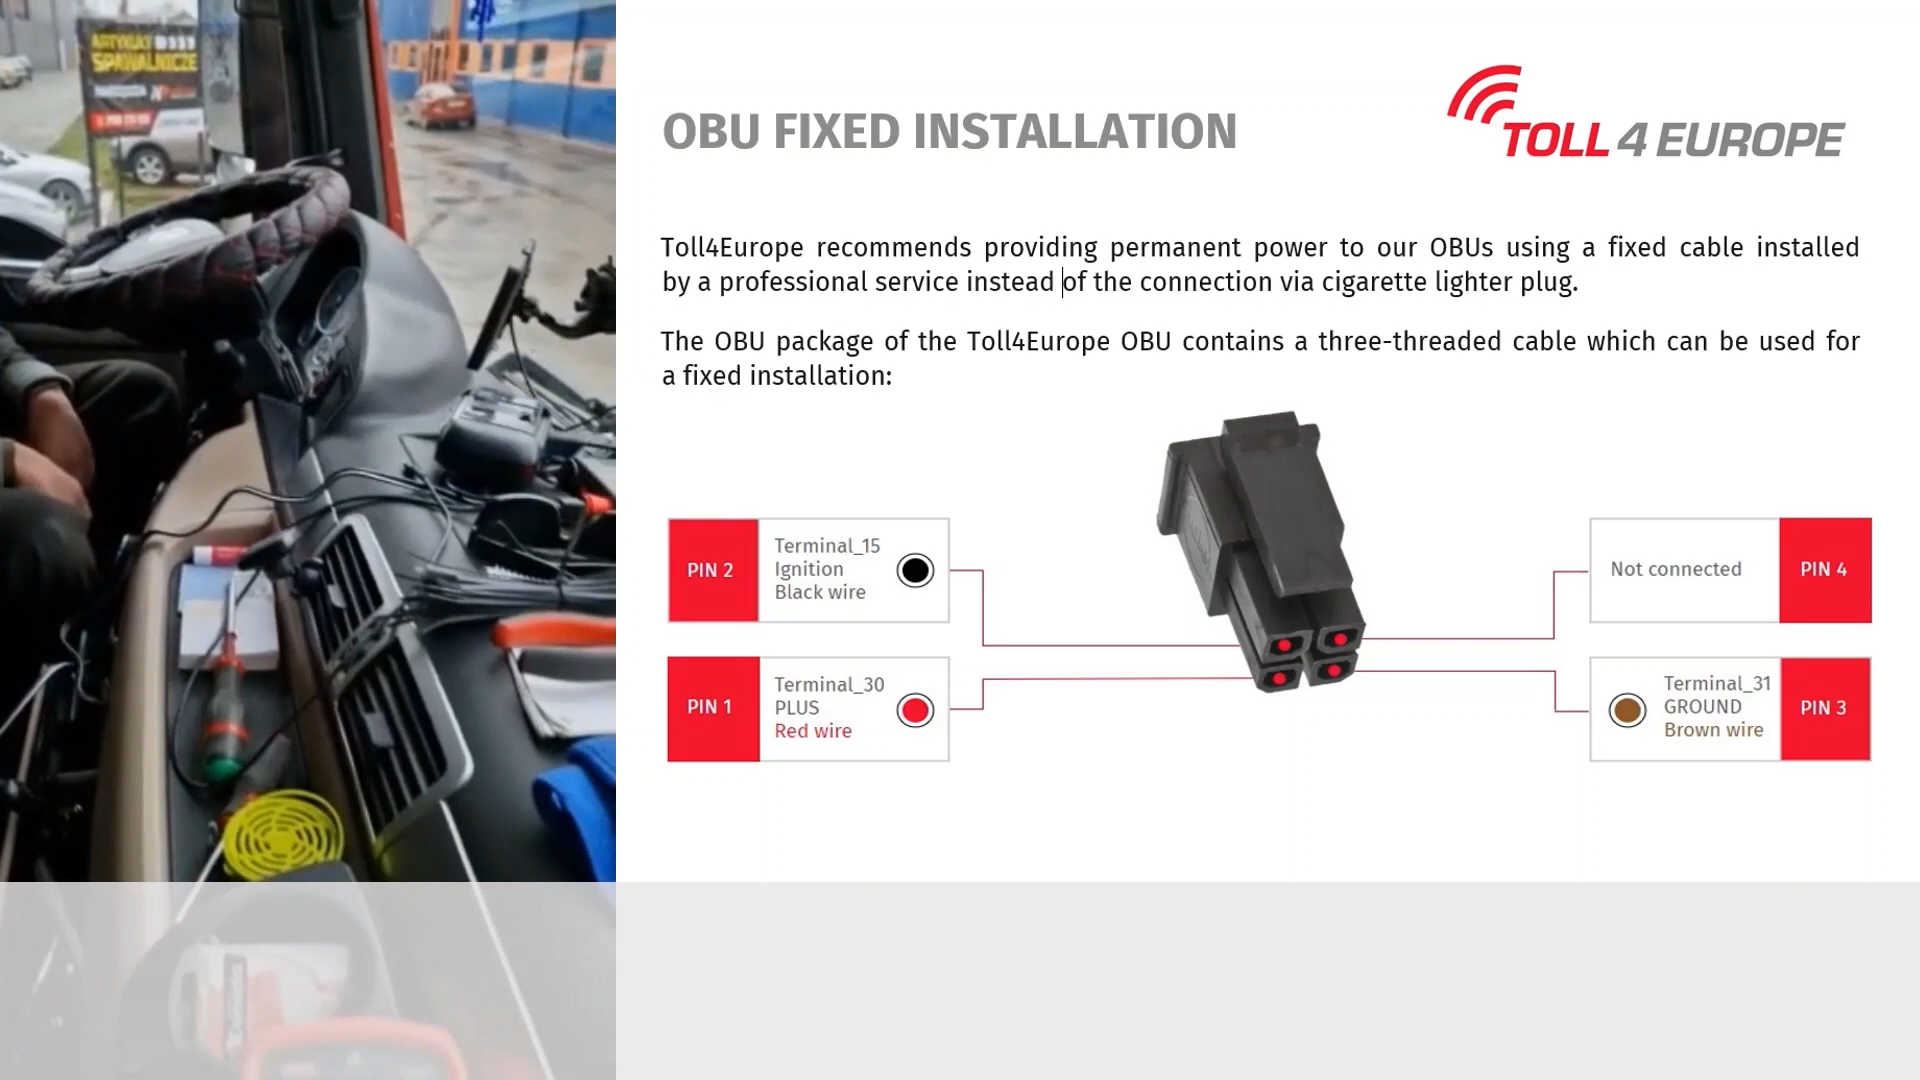 ARTYKUŁY
SPAWALNICZE
OBU FIXED INSTALLATION
TOLL 4 EUROPE
Toll4Europe recommends providing permanent power to our OBUs using a fixed cable installed
by a professional service instead of the connection via cigarette lighter plug.
The OBU package of the Toll4Europe OBU contains a three-threaded cable which can be used for
a fixed installation:
PIN 2
Terminal_15
Ignition
Black wire
Not connected
PIN 4
PIN 1
Terminal_30
PLUS
Red wire
Terminal_31
GROUND
Brown wire
PIN 3